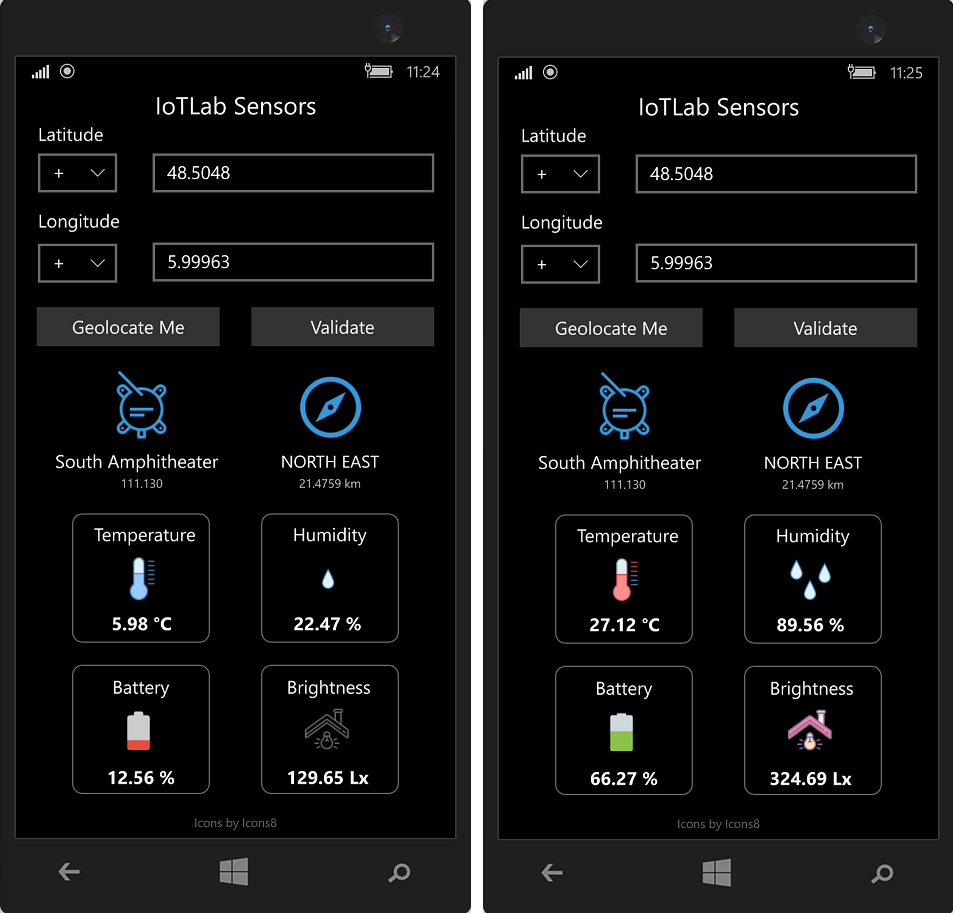 11:24
IoTLab Sensors
Latitude
+ 48.5048
Longitude
+ 5.99963
Geolocate Me Validate
South Amphitheater NORTH EAST
111.130 21.4759 km
Temperature Humidity
5.98 °C 22.47 %
Battery Brightness
12.56 % 129.65 Lx
Icons by Icons8
11:25
IoTLab Sensors
Latitude
+ 48.5048
Longitude
+ 5.99963
Geolocate Me Validate
South Amphitheater NORTH EAST
111.130 21.4759 km
Temperature Humidity
27.12 °C 89.56 %
Battery Brightness
66.27 % 324.69 Lx
Icons by Icons8